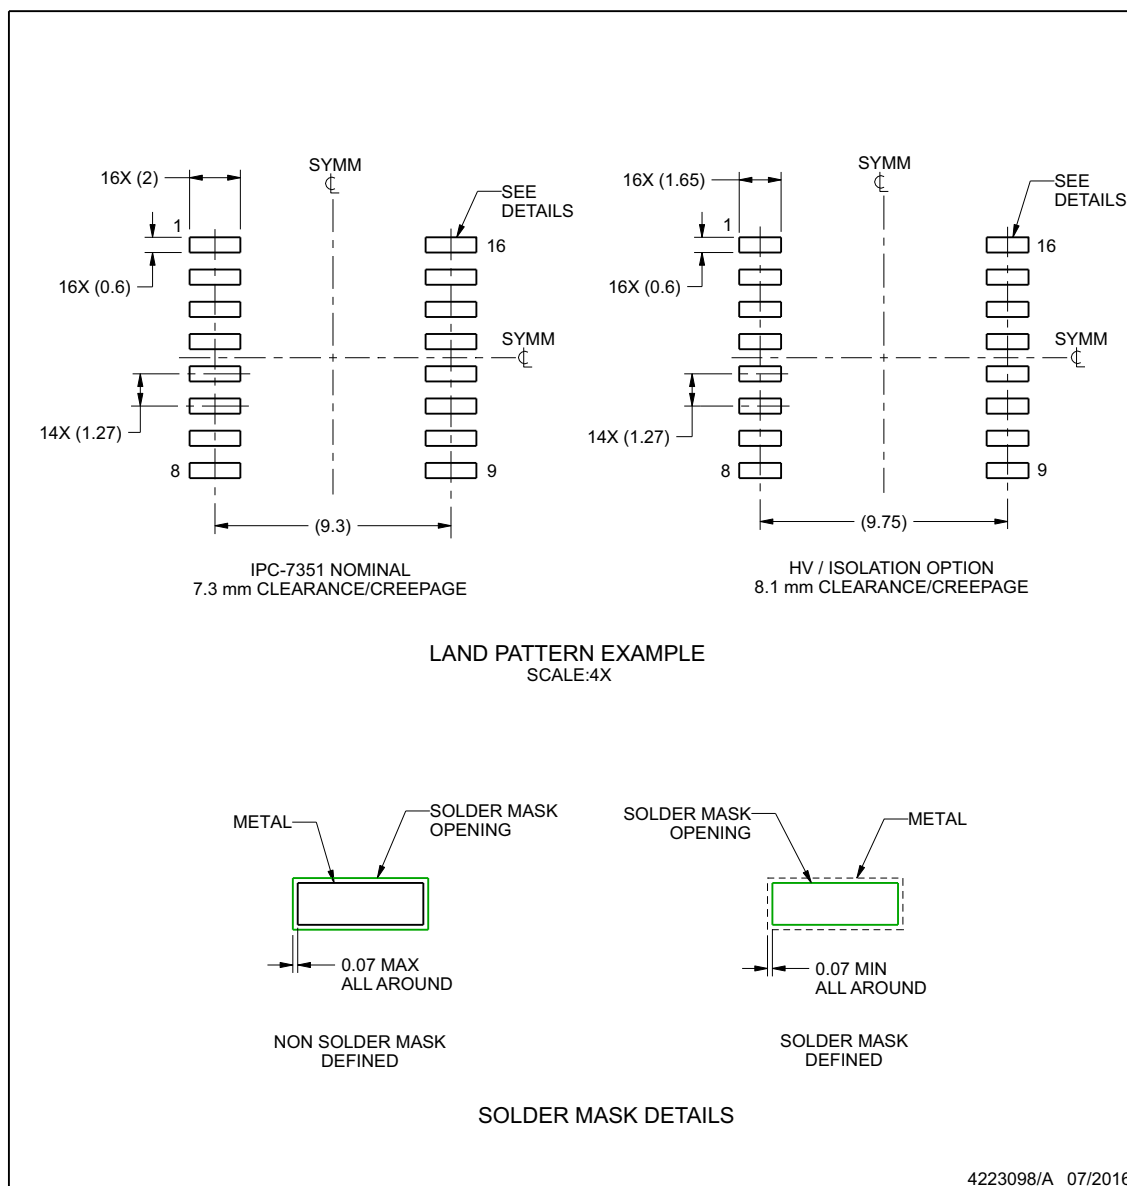 SYMM
℄
16X (2)
SEE
DETAILS
1
16
16X (0.6)
SYMM
℄
14X (1.27)
8
9
(9.3)
IPC-7351 NOMINAL
7.3 mm CLEARANCE/CREEPAGE
SYMM
℄
16X (1.65)
SEE
DETAILS
1
16
16X (0.6)
SYMM
℄
14X (1.27)
8
9
(9.75)
HV / ISOLATION OPTION
8.1 mm CLEARANCE/CREEPAGE
LAND PATTERN EXAMPLE
SCALE:4X
METAL
SOLDER MASK
OPENING
0.07 MAX
ALL AROUND
NON SOLDER MASK
DEFINED
SOLDER MASK
OPENING
METAL
0.07 MIN
ALL AROUND
SOLDER MASK
DEFINED
SOLDER MASK DETAILS
4223098/A 07/2016